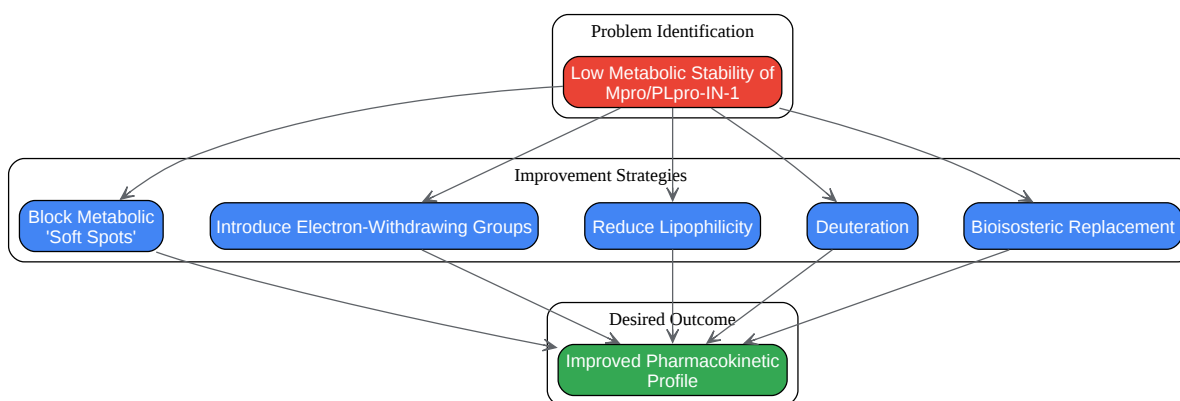 Problem Identification
Low Metabolic Stability of
Mpro/PLpro-IN-1
Improvement Strategies
Block Metabolic
'Soft Spots'
Introduce Electron-Withdrawing Groups
Reduce Lipophilicity
Deuteration
Bioisosteric Replacement
Desired Outcome
Improved Pharmacokinetic
Profile